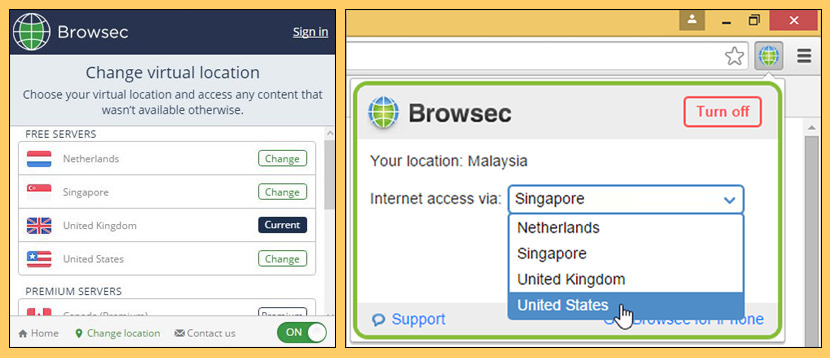 Browsec
Sign in
Change virtual location
Choose your virtual location and access any content that
wasn't available otherwise.
FREE SERVERS
Netherlands
Change
Singapore
Change
United Kingdom
Current
United States
Change
PREMIUM SERVERS
Canada (Premium)
Premium
Home
Change location
Contact us
ON
Browsec
Turn off
Your location: Malaysia
Internet access via:
Singapore
Netherlands
Singapore
United Kingdom
United States
Support
Browsec for iPhone